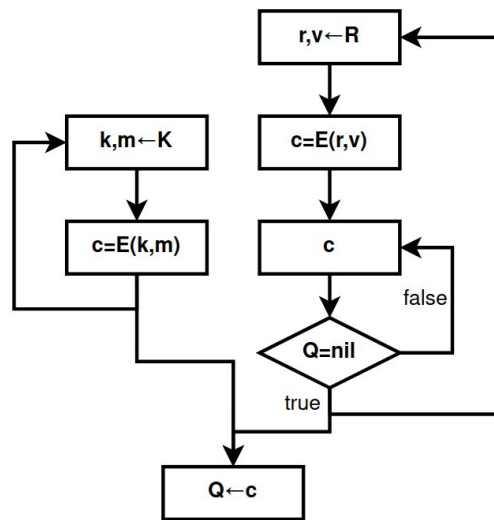 r,v←R
k,m←K
c=E(r,v)
c=E(k,m)
c
false
Q=nil
true
Q←c